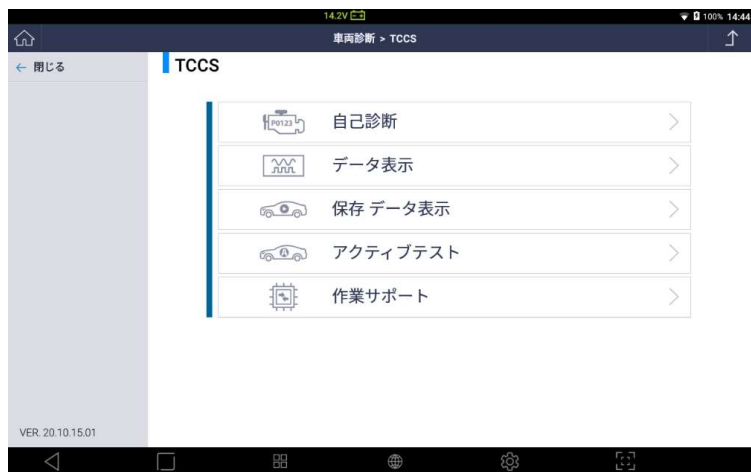 14.2V
100% 14:44
車両診断 > TCCS
← 閉じる
TCCS
P0123
自己診断
データ表示
保存 データ表示
アクティブテスト
作業サポート
VER. 20.10.15.01